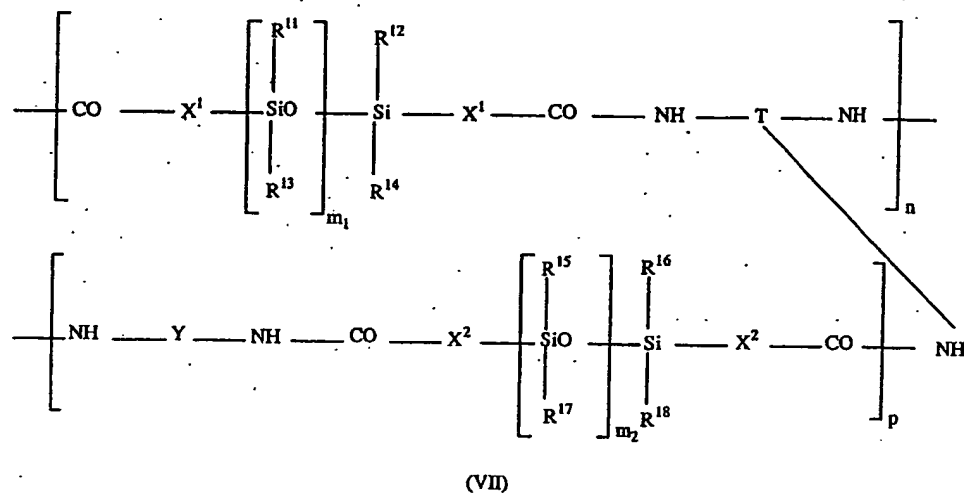 R¹¹ R¹²
CO X¹ SiO Si X¹ CO NH T NH
R¹³ R¹⁴
m₁ n
R¹⁵ R¹⁶
NH Y NH CO X² SiO Si X² CO NH
R¹⁷ R¹⁸
m₂ p
(VII)